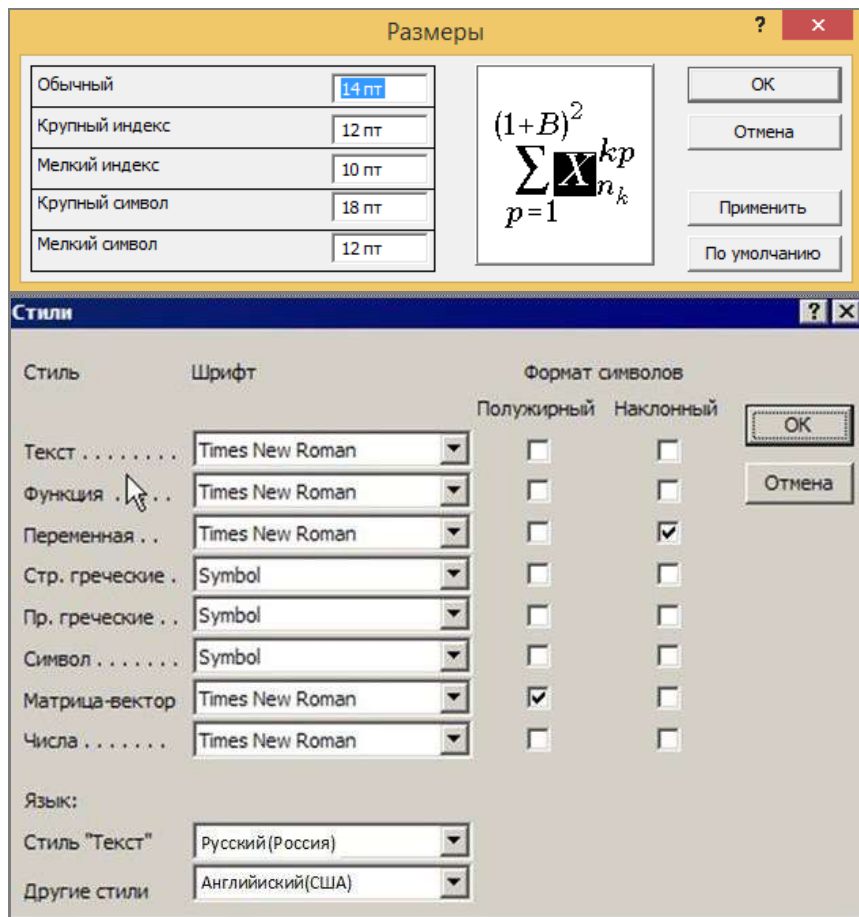 Размеры ? ×
Обычный 14 пт
Крупный индекс 12 пт
Мелкий индекс 10 пт
Крупный символ 18 пт
Мелкий символ 12 пт
(1+B)²
∑ X kp
n k
p=1
OK
Отмена
Применить
По умолчанию
Стили ? ×
Стиль Шрифт Формат символов
Полужирный Наклонный
Текст . . . . . . . . Times New Roman
Функция . . . . . Times New Roman
Переменная . . Times New Roman
Стр. греческие . Symbol
Пр. греческие . . Symbol
Символ . . . . . . . Symbol
Матрица-вектор Times New Roman
Числа . . . . . . . Times New Roman
OK
Отмена
Язык:
Стиль "Текст" Русский(Россия)
Другие стили Английиский(США)